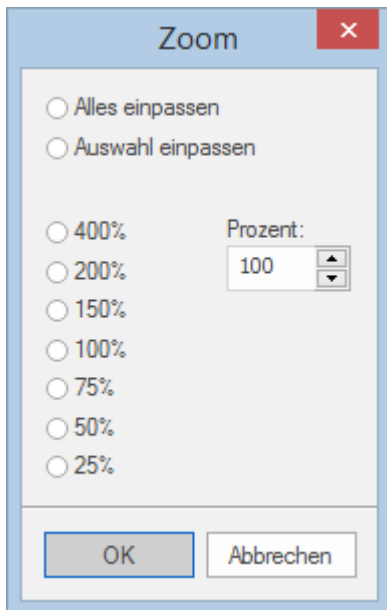 Zoom
Alles einpassen
Auswahl einpassen
400%
Prozent:
200%
100
150%
100%
75%
50%
25%
OK
Abbrechen